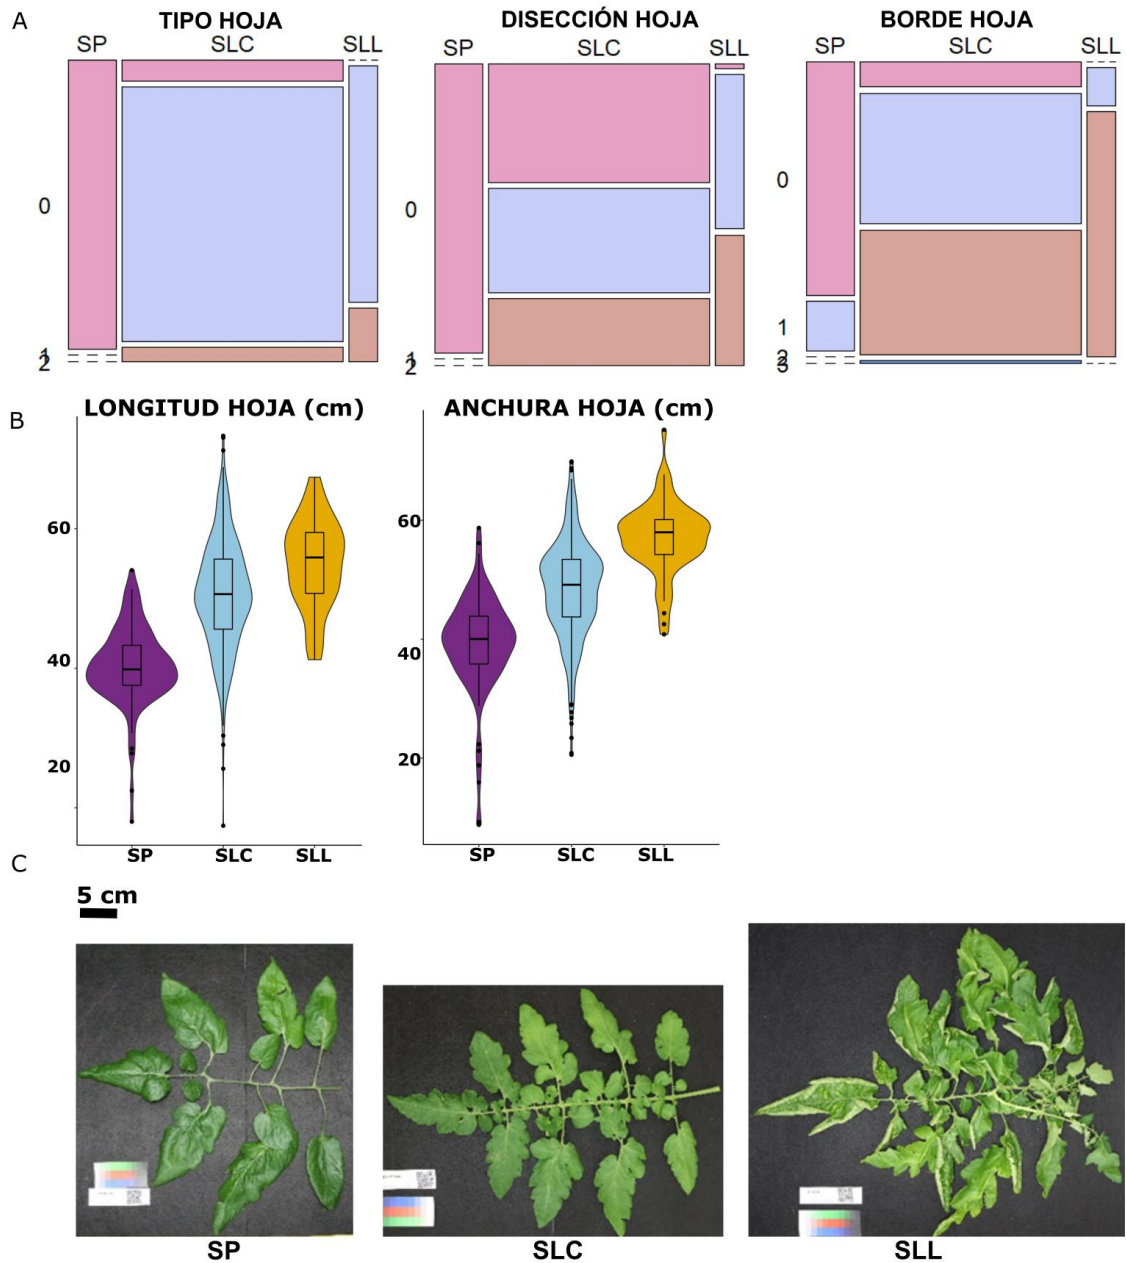 A
TIPO HOJA
DISECCIÓN HOJA
BORDE HOJA
SP SLC SLL
SP SLC SLL
SP SLC SLL
0
1
2
0
1
2
0
1
2
3
B
LONGITUD HOJA (cm)
ANCHURA HOJA (cm)
60
40
20
60
40
20
SP SLC SLL
SP SLC SLL
C
5 cm
SP
SLC
SLL